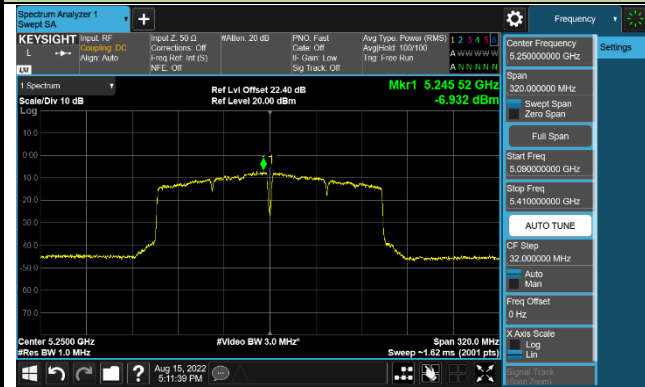 Spectrum Analyzer 1
Swept SA
Frequency
KEYSIGHT
L
Input: RF
Coupling: DC
Align: Auto
Input Z: 50 Ω
Corrections: Off
Freq Ref: Int (S)
NFE: Off
#Atten: 20 dB
PNO: Fast
Gate: Off
IF Gain: Low
Sig Track: Off
Avg Type: Power (RMS)
Avg|Hold: 100/100
Trig: Free Run
1 2 3 4 5 6
A W W W W W
A N N N N N
LXI
Settings
1 Spectrum
Scale/Div 10 dB
Log
Ref Lvl Offset 22.40 dB
Ref Level 20.00 dBm
Mkr1 5.245 52 GHz
-6.932 dBm
10.0
0.00
-10.0
-20.0
-30.0
-40.0
-50.0
-60.0
-70.0
1
Center 5.2500 GHz
#Res BW 1.0 MHz
#Video BW 3.0 MHz*
Span 320.0 MHz
Sweep ~1.62 ms (2001 pts)
Center Frequency
5.250000000 GHz
Span
320.000000 MHz
Swept Span
Zero Span
Full Span
Start Freq
5.090000000 GHz
Stop Freq
5.410000000 GHz
AUTO TUNE
CF Step
32.000000 MHz
Auto
Man
Freq Offset
0 Hz
X Axis Scale
Log
Lin
Signal Track
(Span Zoom)
Aug 15, 2022
5:11:39 PM